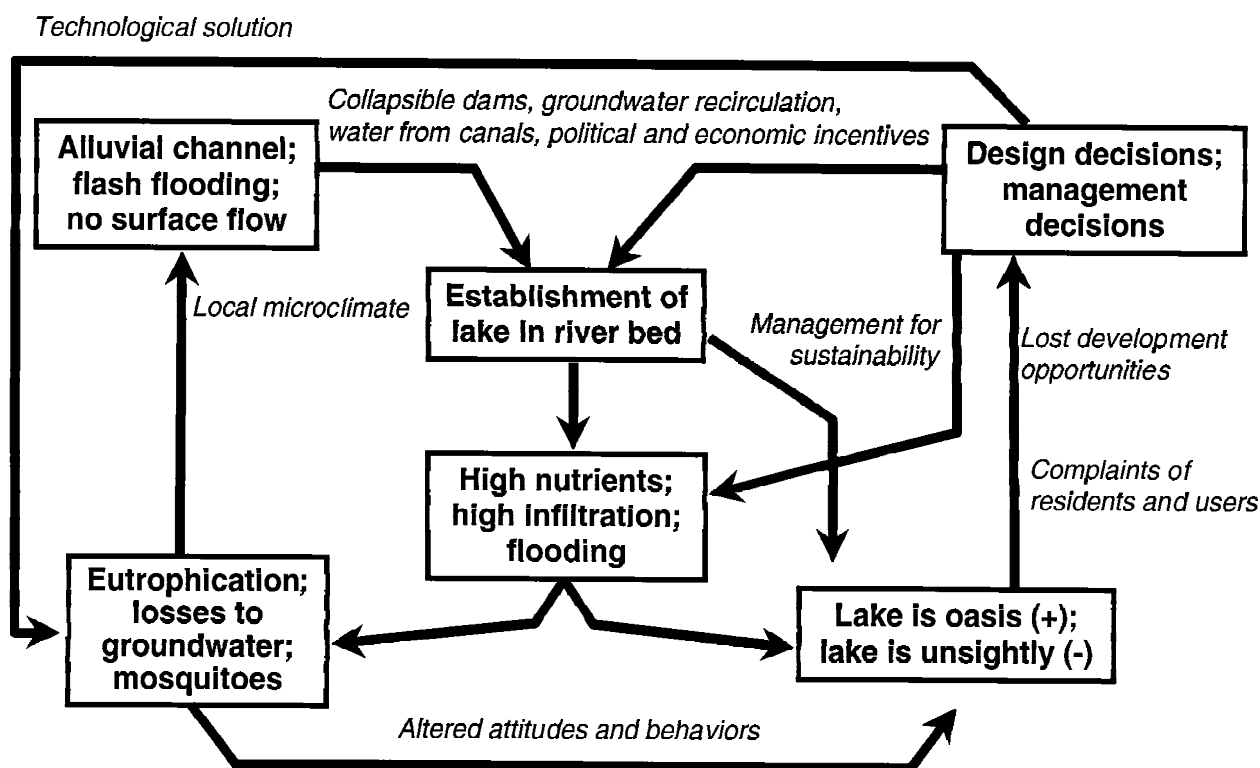 Technological solution
Collapsible dams, groundwater recirculation,
water from canals, political and economic incentives
Alluvial channel;
flash flooding;
no surface flow
Design decisions;
management
decisions
Local microclimate
Establishment of
lake in river bed
Management for
sustainability
Lost development
opportunities
High nutrients;
high infiltration;
flooding
Complaints of
residents and users
Eutrophication;
losses to
groundwater;
mosquitoes
Lake is oasis (+);
lake is unsightly (-)
Altered attitudes and behaviors